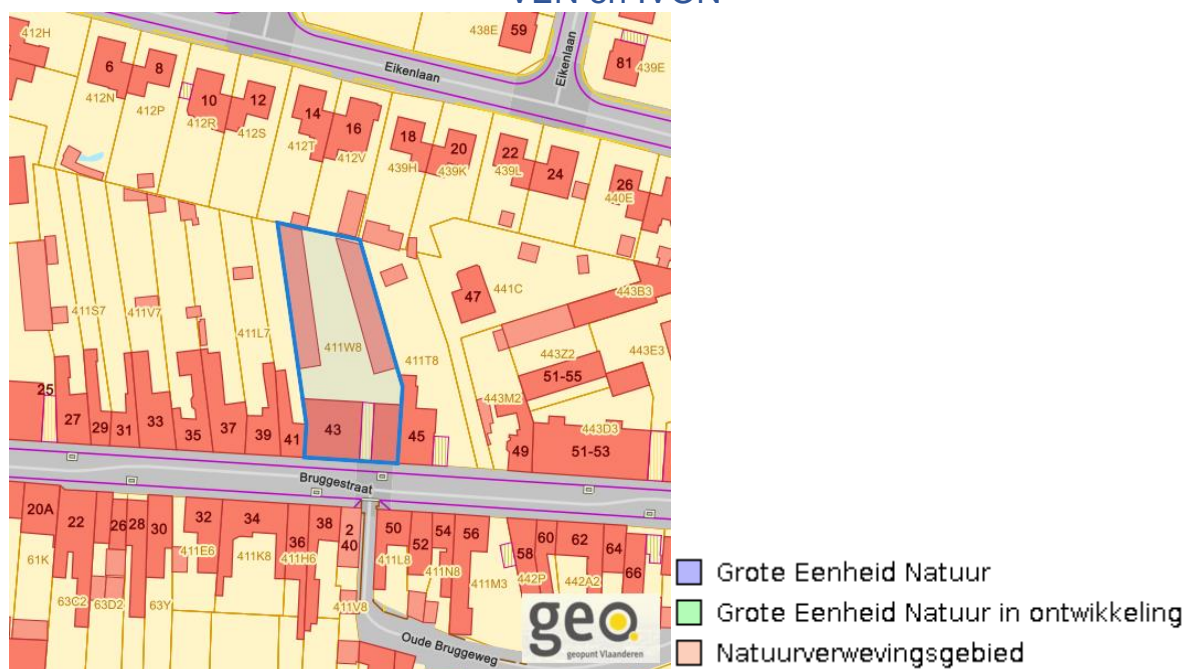 VEN en IVON
412H
438E
59
81
439E
Eikenlaan
Eikenlaan
6
8
412N
412P
10
12
412R
412S
14
16
412T
412V
18
20
439H
439K
22
24
439L
26
440E
47
441C
443B3
411S7
411V7
411L7
411W8
411T8
443Z2
443E3
51-55
443M2
25
27
29
31
33
35
37
39
41
43
45
49
443D3
51-53
Bruggestraat
20A
22
26
28
30
32
34
36
38
2
40
50
52
54
56
58
60
62
64
66
61K
63C2
63D2
63Y
411E6
411K8
411H6
411V8
411L8
411N8
411M3
442P
442A2
Oude Bruggeweg
geo
geopunt Vlaanderen
Grote Eenheid Natuur
Grote Eenheid Natuur in ontwikkeling
Natuurverwevingsgebied